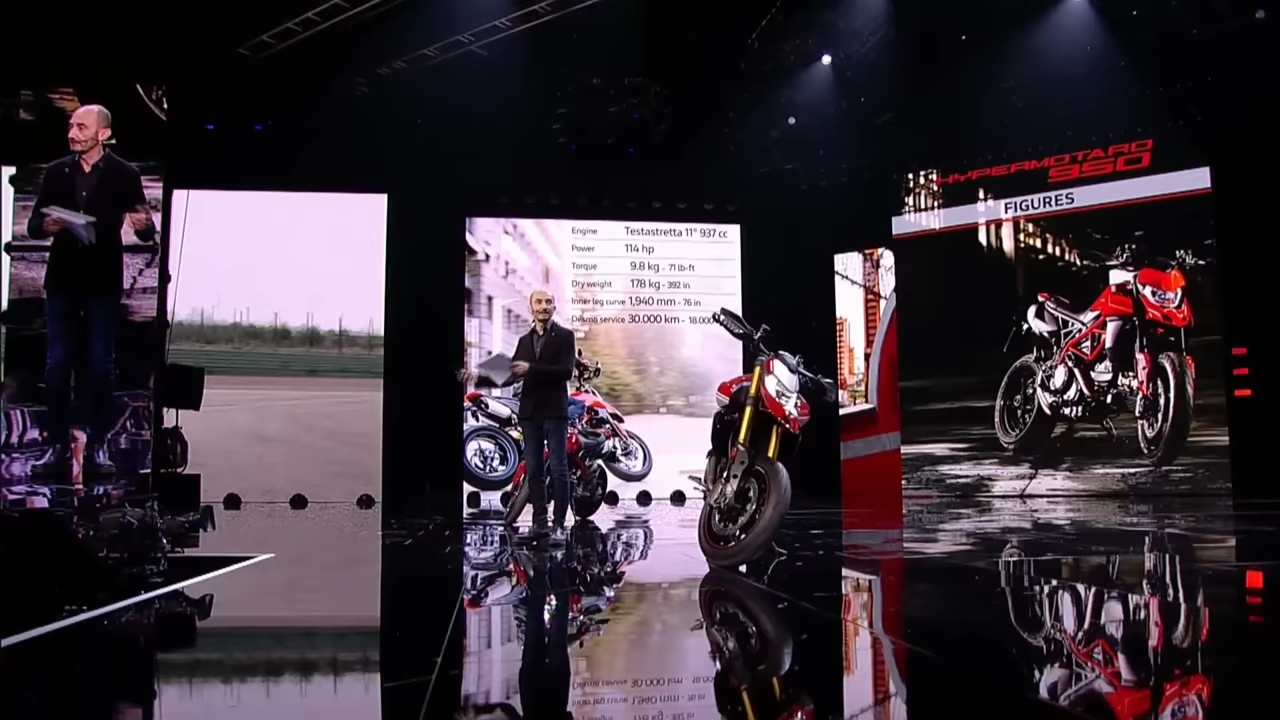 Engine Testastretta 11° 937 cc
Power 114 hp
Torque 9.8 kg - 71 lb-ft
Dry weight 178 kg - 392 in
Inner leg curve 1,940 mm - 76 in
Desmo service 30.000 km - 18.000
HYPERMOTARD
950
FIGURES